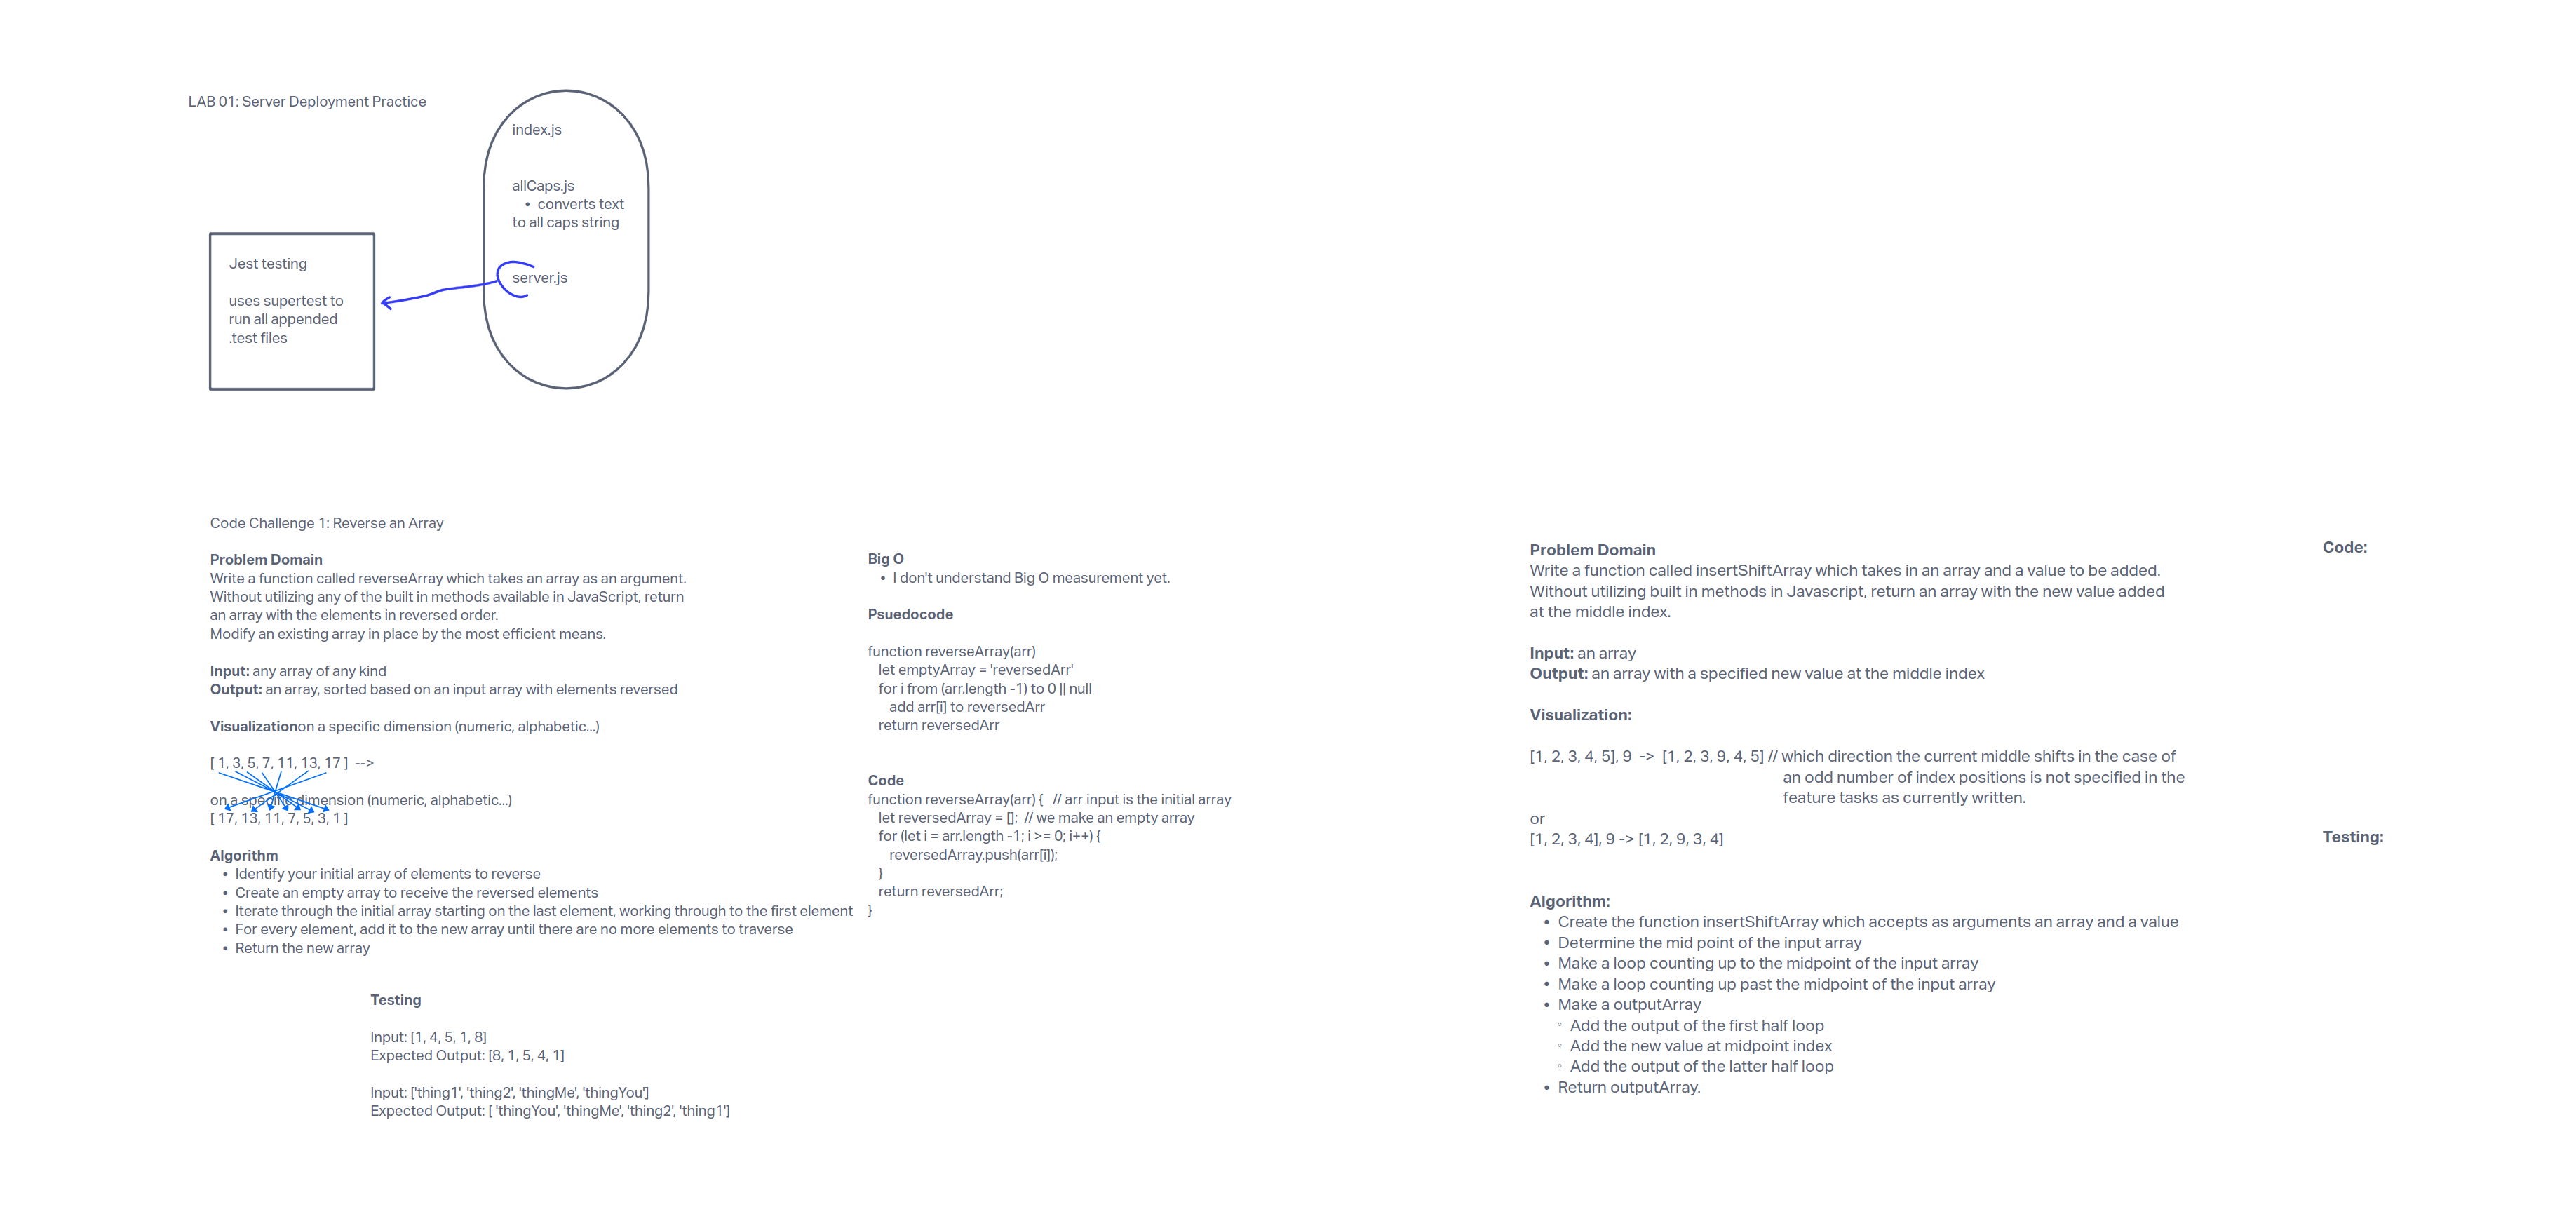 LAB 01: Server Deployment Practice
index.js
allCaps.js
• converts text
to all caps string
server.js
Jest testing
uses supertest to
run all appended
.test files
Code Challenge 1: Reverse an Array
Problem Domain
Write a function called reverseArray which takes an array as an argument.
Without utilizing any of the built in methods available in JavaScript, return
an array with the elements in reversed order.
Modify an existing array in place by the most efficient means.
Input: any array of any kind
Output: an array, sorted based on an input array with elements reversed
Visualizationon a specific dimension (numeric, alphabetic...)
[ 1, 3, 5, 7, 11, 13, 17 ] -->
on a specific dimension (numeric, alphabetic...)
[ 17, 13, 11, 7, 5, 3, 1 ]
Algorithm
• Identify your initial array of elements to reverse
• Create an empty array to receive the reversed elements
• Iterate through the initial array starting on the last element, working through to the first element
• For every element, add it to the new array until there are no more elements to traverse
• Return the new array
Testing
Input: [1, 4, 5, 1, 8]
Expected Output: [8, 1, 5, 4, 1]
Input: ['thing1', 'thing2', 'thingMe', 'thingYou']
Expected Output: [ 'thingYou', 'thingMe', 'thing2', 'thing1']
Big O
• I don't understand Big O measurement yet.
Psuedocode
function reverseArray(arr)
let emptyArray = 'reversedArr'
for i from (arr.length -1) to 0 || null
add arr[i] to reversedArr
return reversedArr
Code
function reverseArray(arr) { // arr input is the initial array
let reversedArray = []; // we make an empty array
for (let i = arr.length -1; i >= 0; i++) {
reversedArray.push(arr[i]);
}
return reversedArr;
}
Problem Domain
Write a function called insertShiftArray which takes in an array and a value to be added.
Without utilizing built in methods in Javascript, return an array with the new value added
at the middle index.
Input: an array
Output: an array with a specified new value at the middle index
Visualization:
[1, 2, 3, 4, 5], 9 -> [1, 2, 3, 9, 4, 5] // which direction the current middle shifts in the case of
an odd number of index positions is not specified in the
feature tasks as currently written.
or
[1, 2, 3, 4], 9 -> [1, 2, 9, 3, 4]
Algorithm:
• Create the function insertShiftArray which accepts as arguments an array and a value
• Determine the mid point of the input array
• Make a loop counting up to the midpoint of the input array
• Make a loop counting up past the midpoint of the input array
• Make a outputArray
◦ Add the output of the first half loop
◦ Add the new value at midpoint index
◦ Add the output of the latter half loop
• Return outputArray.
Code:
Testing: